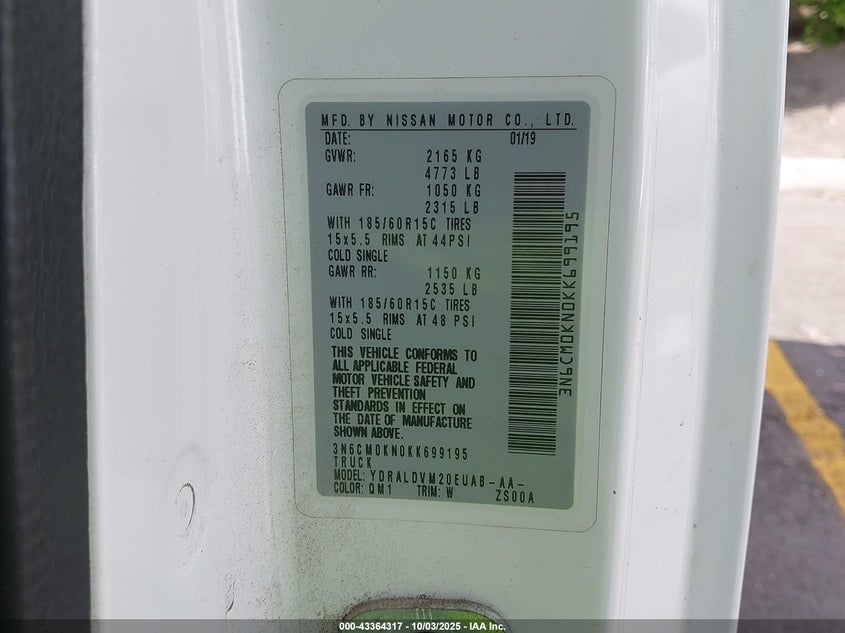 MFD. BY NISSAN MOTOR CO., LTD.
DATE: 01/19
GVWR: 2165 KG
4773 LB
GAWR FR: 1050 KG
2315 LB
WITH 185/60R15C TIRES
15x5.5 RIMS AT 44PSI
COLD SINGLE
GAWR RR: 1150 KG
2535 LB
WITH 185/60R15C TIRES
15x5.5 RIMS AT 48 PSI
COLD SINGLE
THIS VEHICLE CONFORMS TO
ALL APPLICABLE FEDERAL
MOTOR VEHICLE SAFETY AND
THEFT PREVENTION
STANDARDS IN EFFECT ON
THE DATE OF MANUFACTURE
SHOWN ABOVE.
3N6CM0KN0KK699195
TRUCK
MODEL: YDRALDVM20EUAB-AA-
COLOR: QM1 TRIM: W ZS00A
3N6CM0KN0KK699195
000-43364317 - 10/03/2025 - IAA Inc.